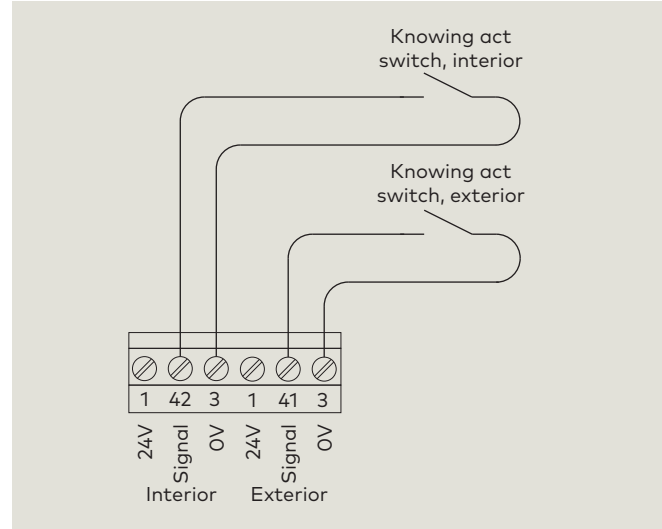 Knowing act
switch, interior
Knowing act
switch, exterior
1 42 3 1 41 3
24V Signal 0V 24V Signal 0V
Interior Exterior